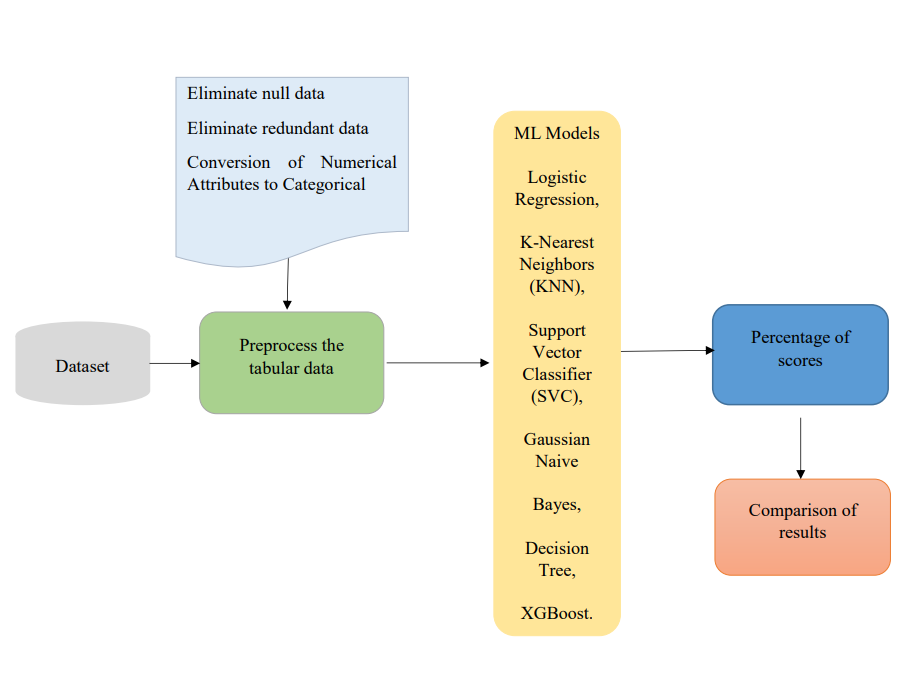 Eliminate null data
Eliminate redundant data
Conversion of Numerical
Attributes to Categorical
Dataset
Preprocess the
tabular data
ML Models
Logistic
Regression,
K-Nearest
Neighbors
(KNN),
Support
Vector
Classifier
(SVC),
Gaussian
Naive
Bayes,
Decision
Tree,
XGBoost.
Percentage of
scores
Comparison of
results